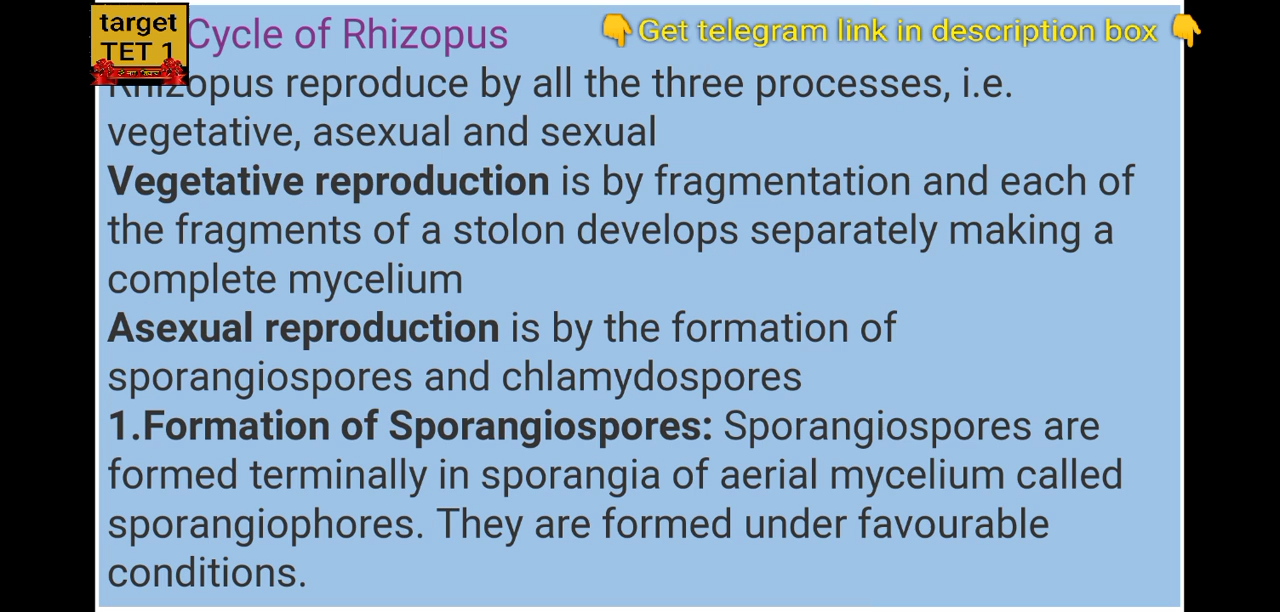 target
TET 1
Cycle of Rhizopus
👇Get telegram link in description box 👇
Rhizopus reproduce by all the three processes, i.e.
vegetative, asexual and sexual
Vegetative reproduction is by fragmentation and each of
the fragments of a stolon develops separately making a
complete mycelium
Asexual reproduction is by the formation of
sporangiospores and chlamydospores
1.Formation of Sporangiospores: Sporangiospores are
formed terminally in sporangia of aerial mycelium called
sporangiophores. They are formed under favourable
conditions.